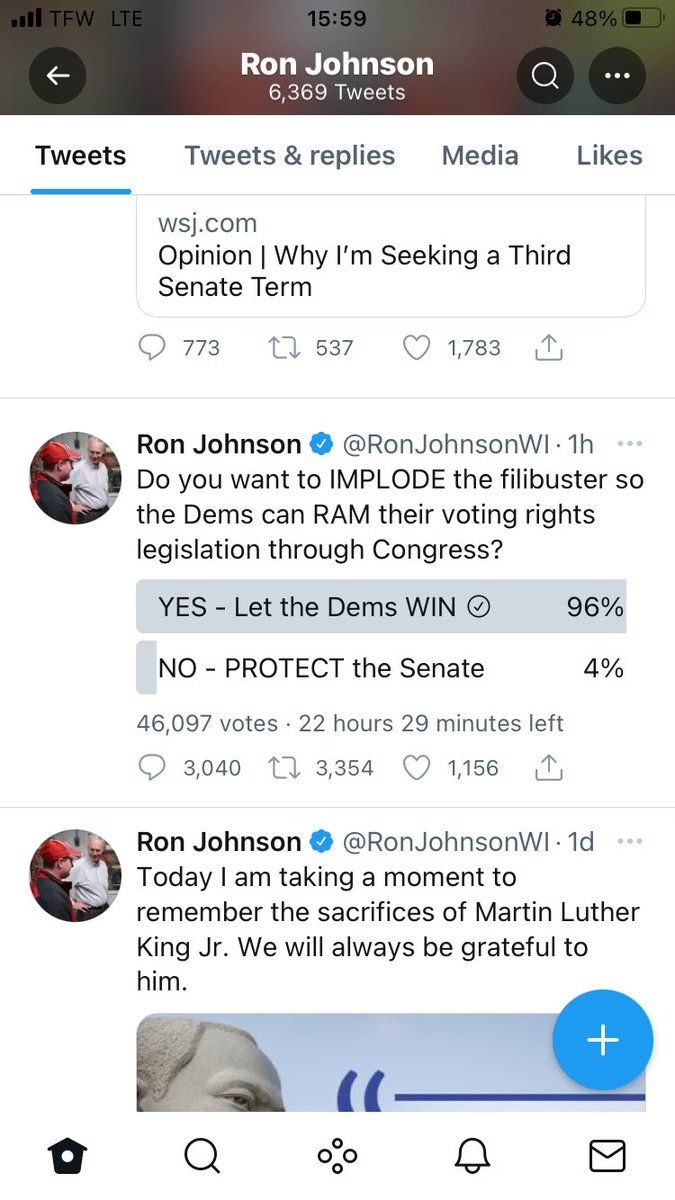 TFW LTE 15:59 48%
Ron Johnson
6,369 Tweets
Tweets Tweets & replies Media Likes
wsj.com
Opinion | Why I’m Seeking a Third
Senate Term
773 537 1,783
Ron Johnson @RonJohnsonWI · 1h
Do you want to IMPLODE the filibuster so
the Dems can RAM their voting rights
legislation through Congress?
YES - Let the Dems WIN 96%
NO - PROTECT the Senate 4%
46,097 votes · 22 hours 29 minutes left
3,040 3,354 1,156
Ron Johnson @RonJohnsonWI · 1d
Today I am taking a moment to
remember the sacrifices of Martin Luther
King Jr. We will always be grateful to
him.